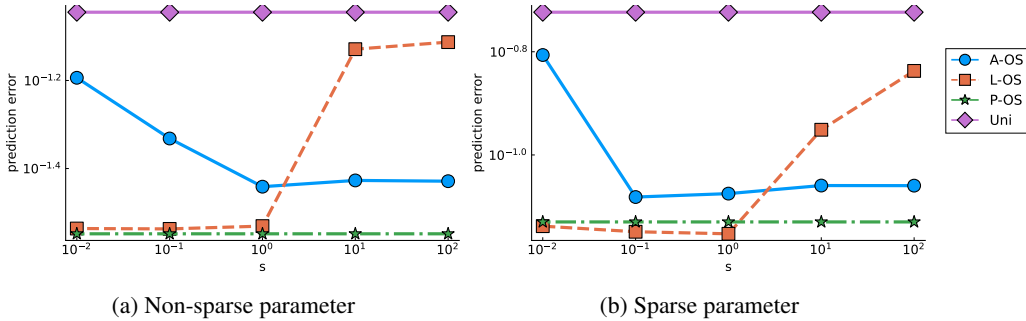 prediction error
10^-1.2
10^-1.4
10^-2 10^-1 10^0 10^1 10^2
s
(a) Non-sparse parameter
prediction error
10^-0.8
10^-1.0
10^-2 10^-1 10^0 10^1 10^2
s
(b) Sparse parameter
A-OS
L-OS
P-OS
Uni